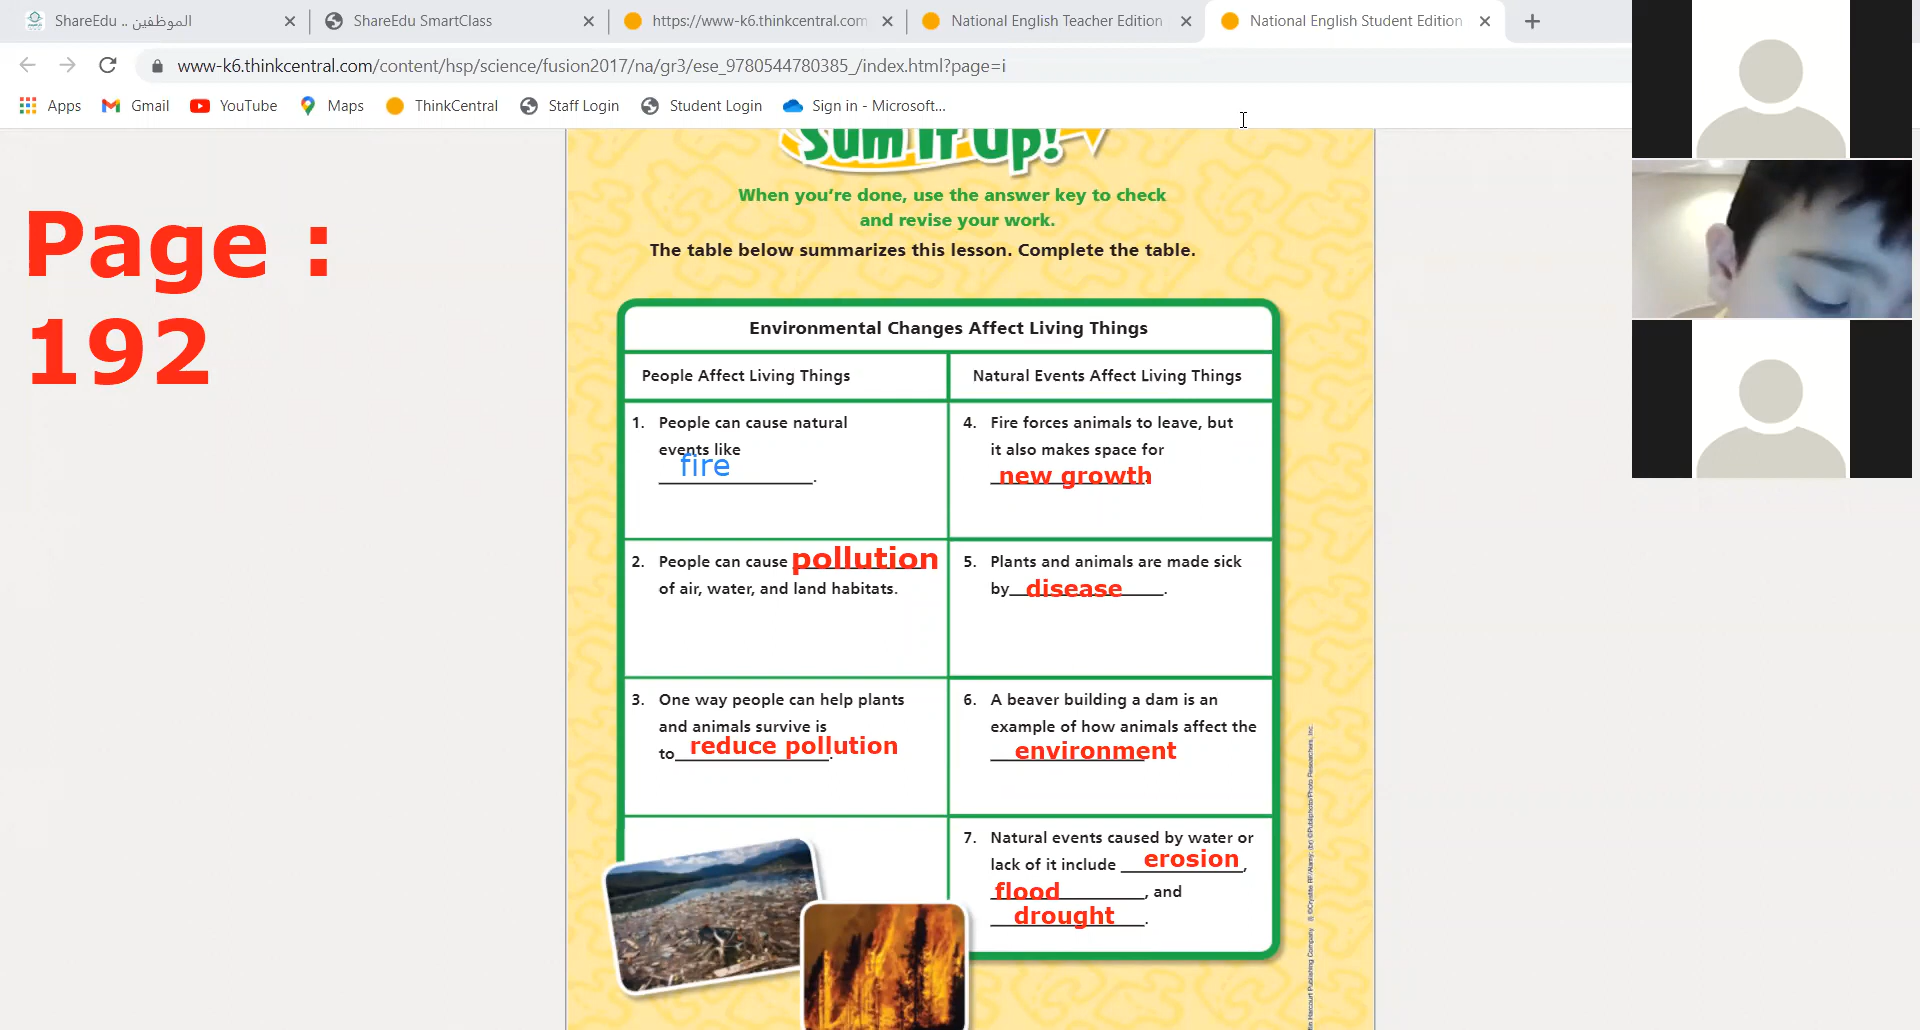 ShareEdu .. الموظفين
ShareEdu SmartClass
https://www-k6.thinkcentral.com
National English Teacher Edition
National English Student Edition
www-k6.thinkcentral.com/content/hsp/science/fusion2017/na/gr3/ese_9780544780385_/index.html?page=i
Apps
Gmail
YouTube
Maps
ThinkCentral
Staff Login
Student Login
Sign in - Microsoft...
Page :
192
Sum It Up!
When you're done, use the answer key to check
and revise your work.
The table below summarizes this lesson. Complete the table.
Environmental Changes Affect Living Things
People Affect Living Things
Natural Events Affect Living Things
1. People can cause natural
events like
fire.
4. Fire forces animals to leave, but
it also makes space for
new growth.
2. People can cause pollution
of air, water, and land habitats.
5. Plants and animals are made sick
by disease.
3. One way people can help plants
and animals survive is
to reduce pollution.
6. A beaver building a dam is an
example of how animals affect the
environment
7. Natural events caused by water or
lack of it include erosion,
flood, and
drought.